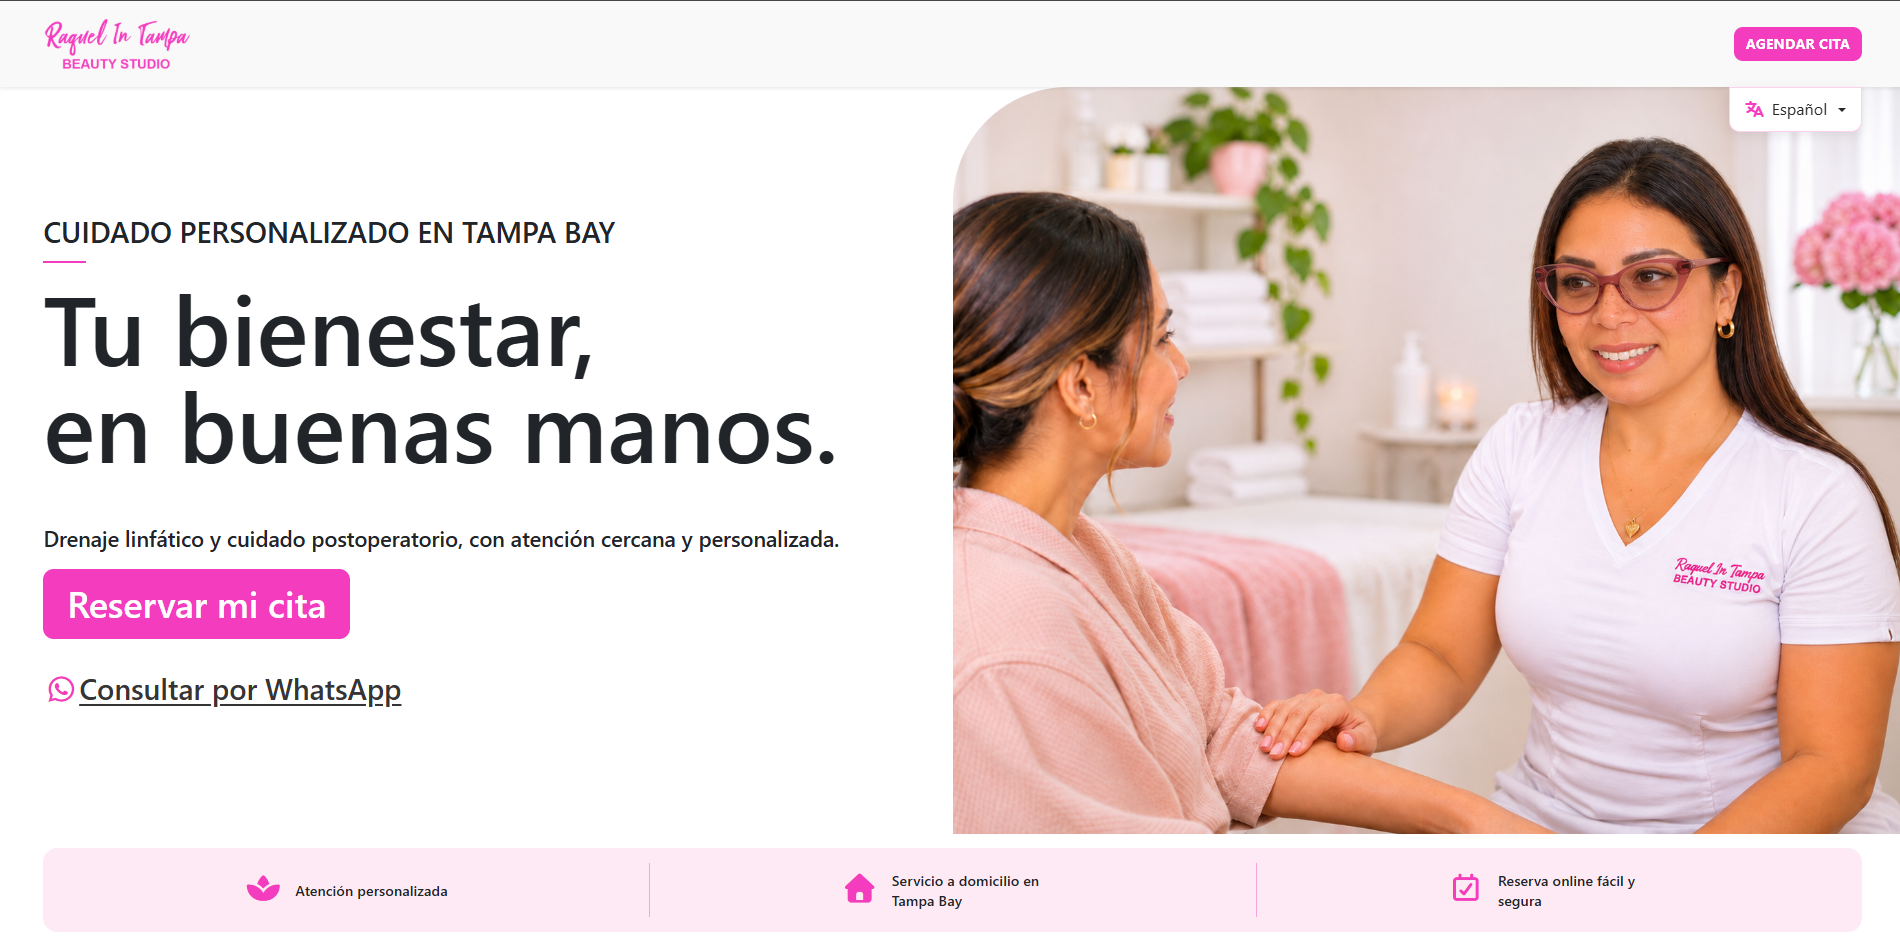 Raquel In Tampa
BEAUTY STUDIO
AGENDAR CITA
Español
CUIDADO PERSONALIZADO EN TAMPA BAY
Tu bienestar,
en buenas manos.
Drenaje linfático y cuidado postoperatorio, con atención cercana y personalizada.
Reservar mi cita
Consultar por WhatsApp
Raquel In Tampa
BEAUTY STUDIO
Atención personalizada
Servicio a domicilio en
Tampa Bay
Reserva online fácil y
segura